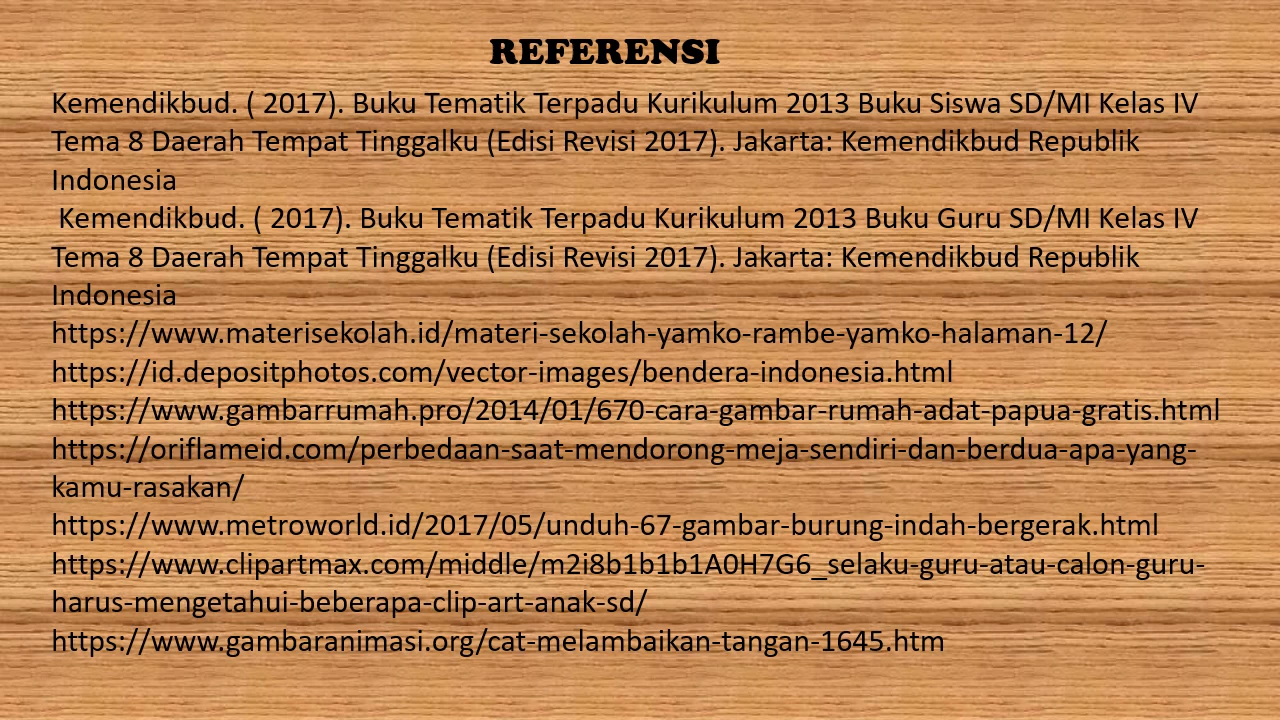 REFERENSI
Kemendikbud. ( 2017). Buku Tematik Terpadu Kurikulum 2013 Buku Siswa SD/MI Kelas IV
Tema 8 Daerah Tempat Tinggalku (Edisi Revisi 2017). Jakarta: Kemendikbud Republik
Indonesia
Kemendikbud. ( 2017). Buku Tematik Terpadu Kurikulum 2013 Buku Guru SD/MI Kelas IV
Tema 8 Daerah Tempat Tinggalku (Edisi Revisi 2017). Jakarta: Kemendikbud Republik
Indonesia
https://www.materisekolah.id/materi-sekolah-yamko-rambe-yamko-halaman-12/
https://id.depositphotos.com/vector-images/bendera-indonesia.html
https://www.gambarrumah.pro/2014/01/670-cara-gambar-rumah-adat-papua-gratis.html
https://oriflameid.com/perbedaan-saat-mendorong-meja-sendiri-dan-berdua-apa-yang-
kamu-rasakan/
https://www.metroworld.id/2017/05/unduh-67-gambar-burung-indah-bergerak.html
https://www.clipartmax.com/middle/m2i8b1b1b1A0H7G6_selaku-guru-atau-calon-guru-
harus-mengetahui-beberapa-clip-art-anak-sd/
https://www.gambaranimasi.org/cat-melambaikan-tangan-1645.htm